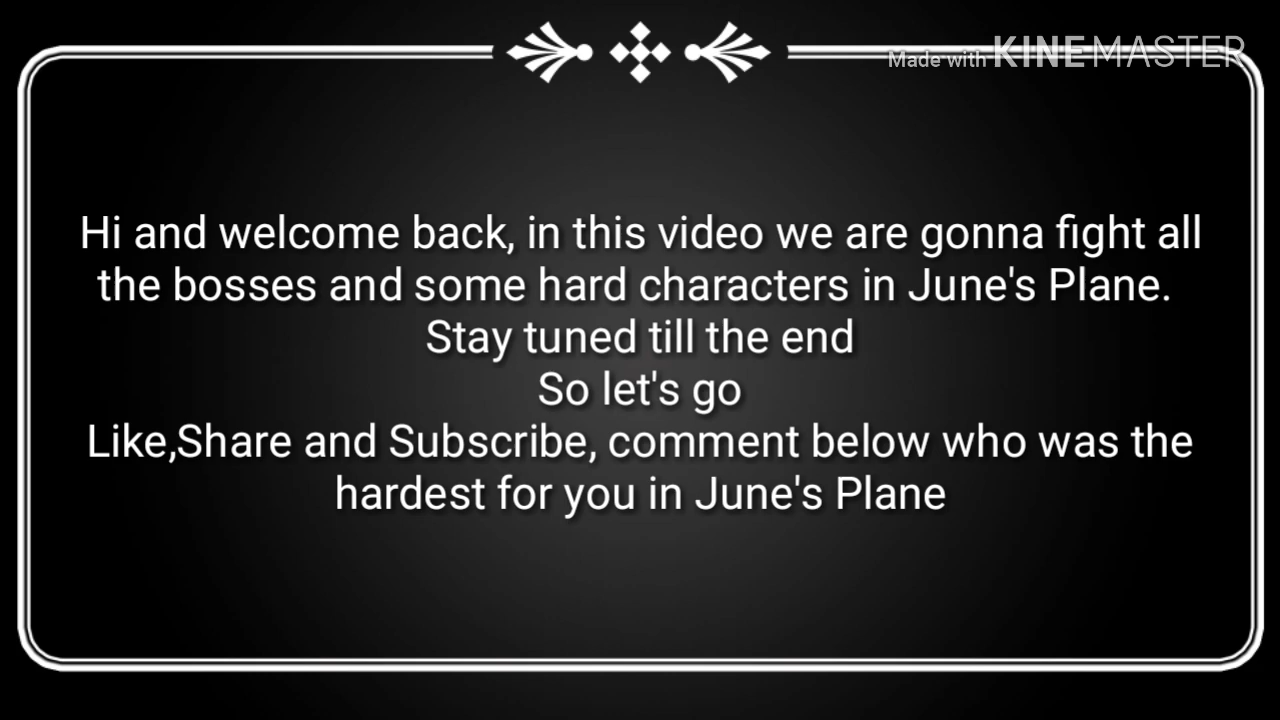 Made with KINEMASTER
Hi and welcome back, in this video we are gonna fight all
the bosses and some hard characters in June's Plane.
Stay tuned till the end
So let's go
Like,Share and Subscribe, comment below who was the
hardest for you in June's Plane